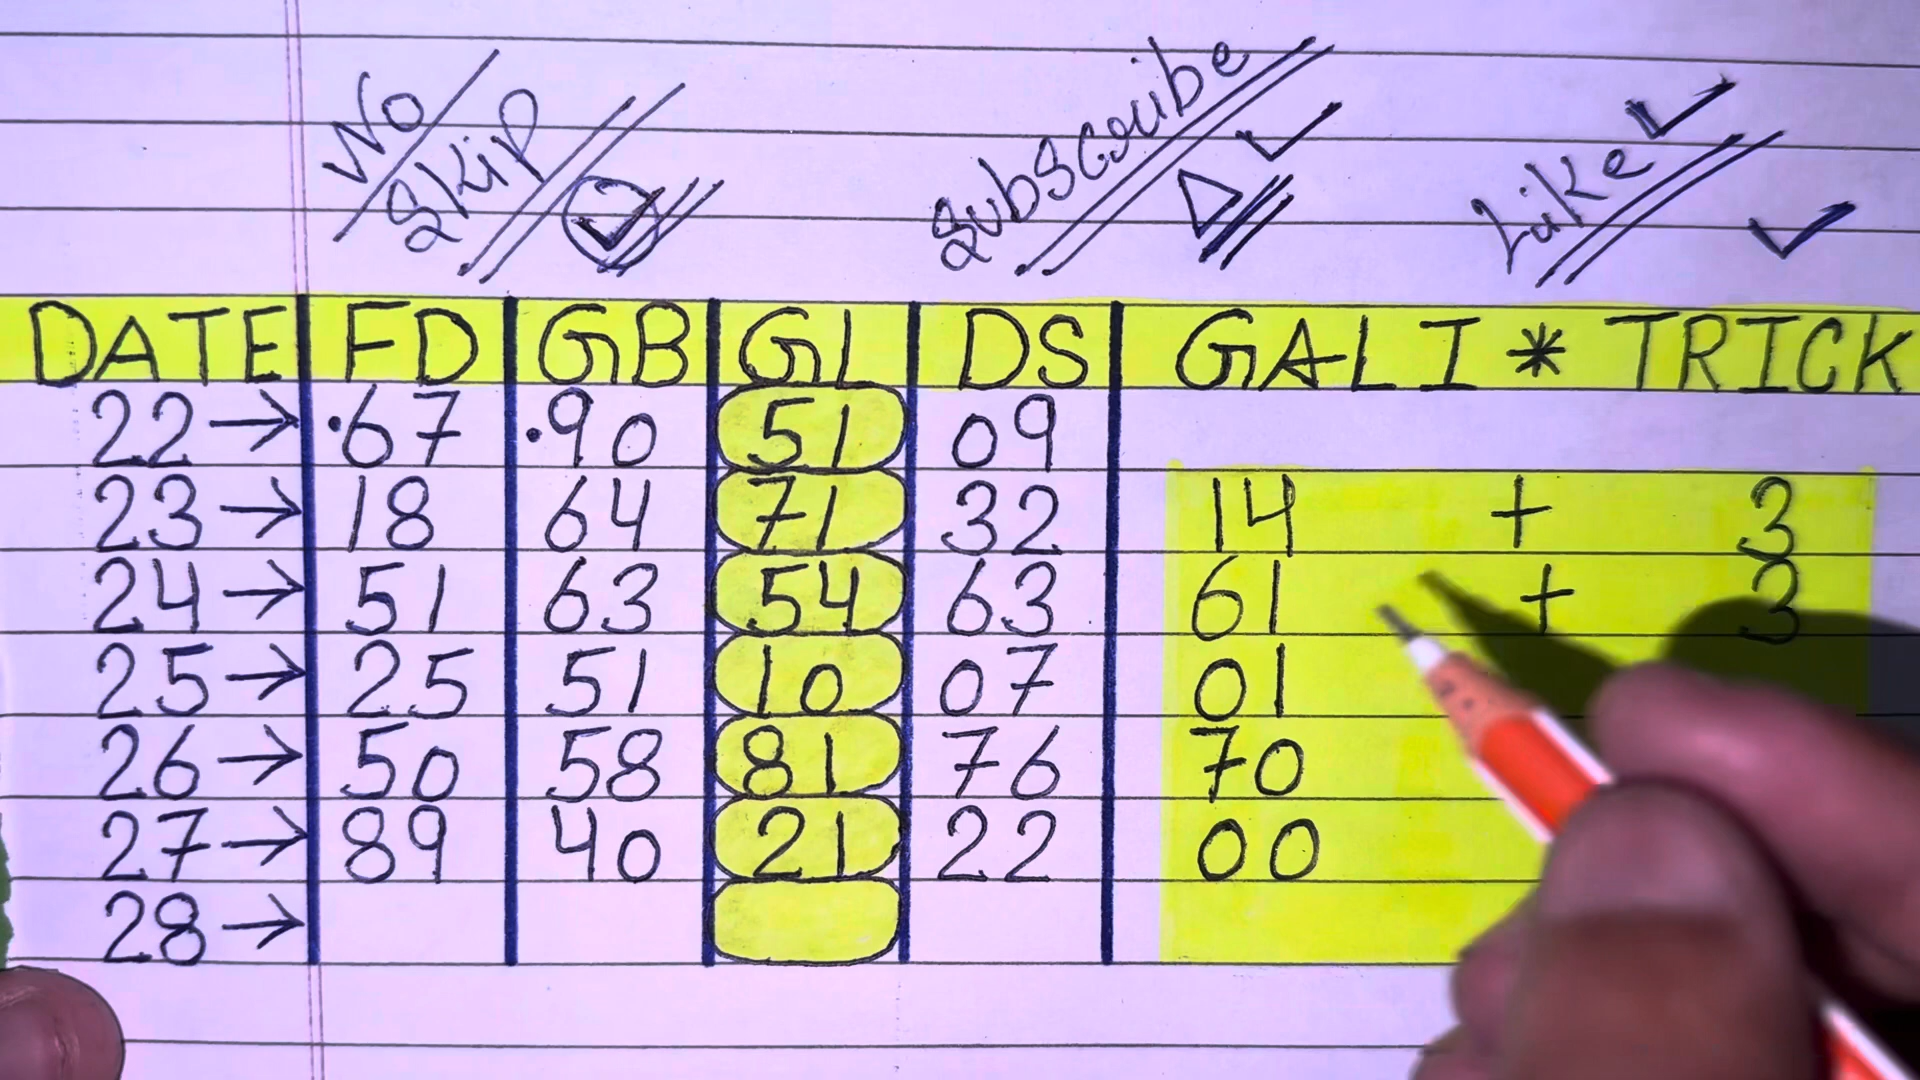 No Skip Subscribe Like
DATE FD GB GL DS GALI * TRICK
22 → .67 .90 51 09
23 → 18 64 71 32 14 + 3
24 → 51 63 54 63 61 + 3
25 → 25 51 10 07 01
26 → 50 58 81 76 70
27 → 89 40 21 22 00
28 →